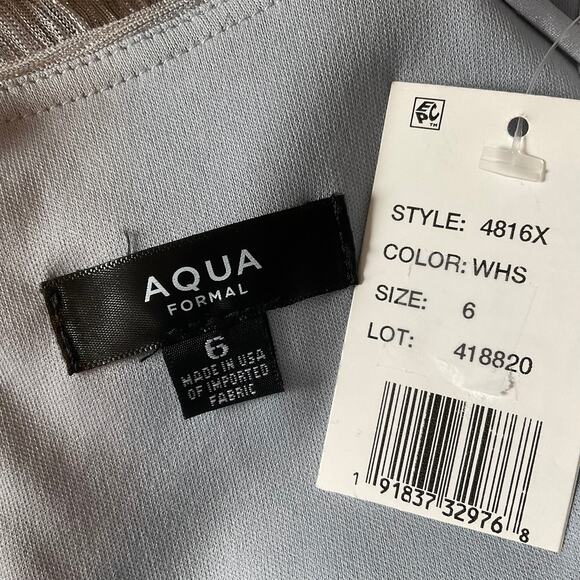 AQUA
FORMAL
6
MADE IN USA
OF IMPORTED
FABRIC
ECP™
STYLE: 4816X
COLOR: WHS
SIZE: 6
LOT: 418820
1 91837 32976 8